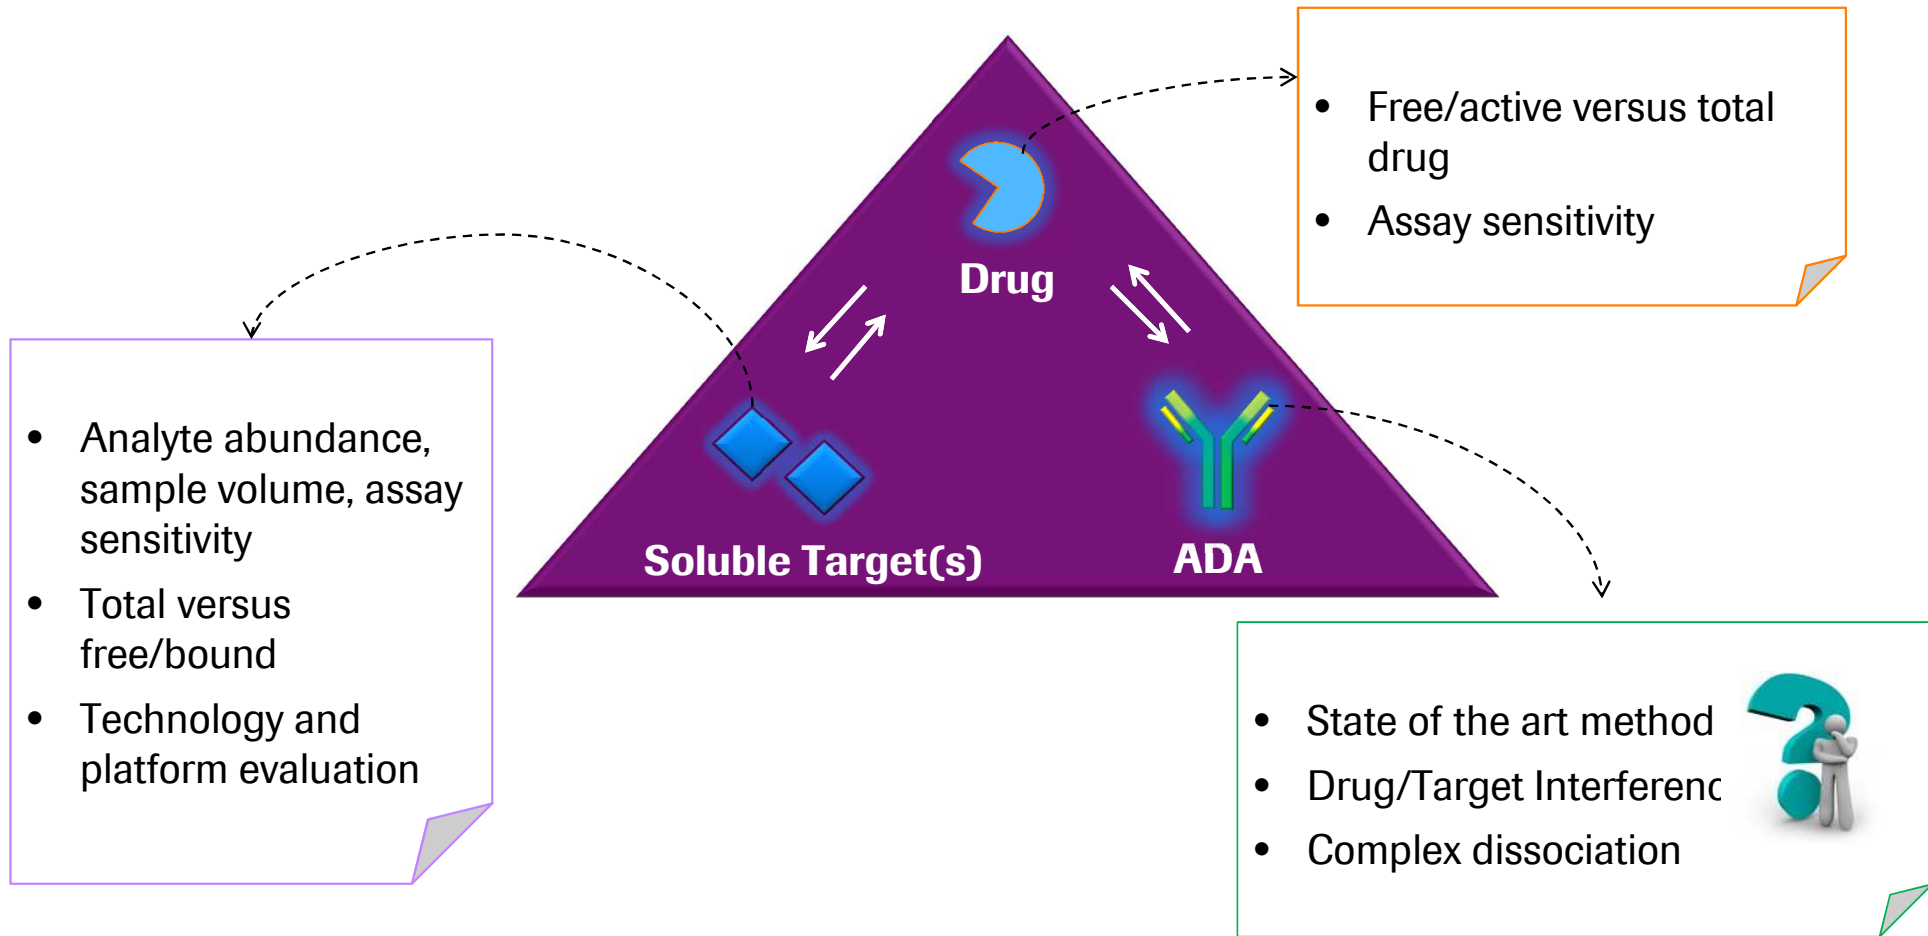 • Free/active versus total
drug
• Assay sensitivity
Drug
• Analyte abundance,
sample volume, assay
sensitivity
• Total versus
free/bound
• Technology and
platform evaluation
Soluble Target(s)
ADA
• State of the art method
• Drug/Target Interferenc
• Complex dissociation